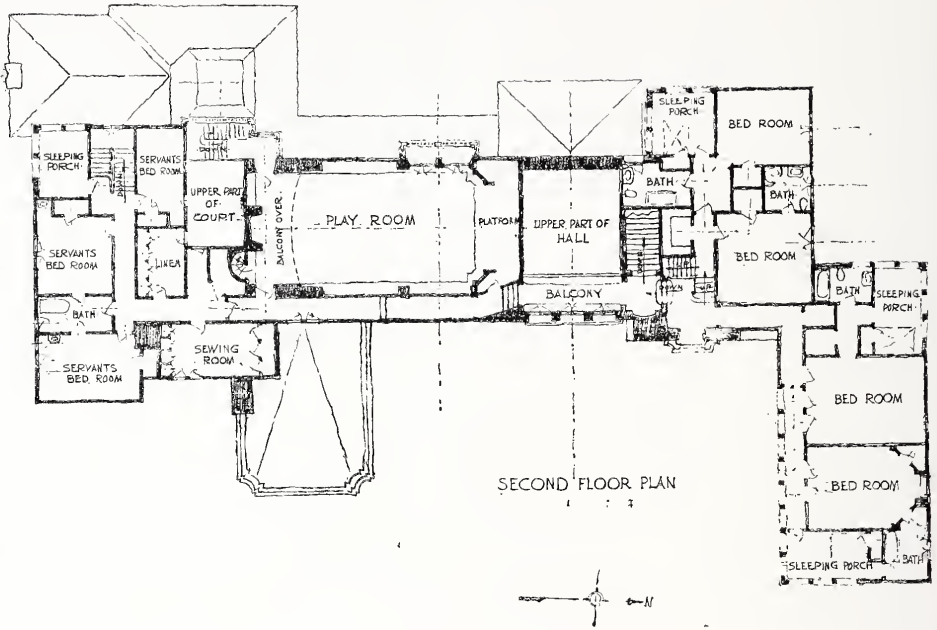 SLEEPING
PORCH
BED ROOM
SLEEPING
PORCH
SERVANTS
BED ROOM
UPPER PART
OF
COURT
BALCONY OVER
PLAY ROOM
PLATFORM
UPPER PART OF
HALL
BATH
BATH
SERVANTS
BED ROOM
LINEN
BED ROOM
BALCONY
DOWN
UP
BATH
SLEEPING
PORCH
BATH
SERVANTS
BED ROOM
SEWING
ROOM
BED ROOM
BED ROOM
SECOND FLOOR PLAN
SLEEPING PORCH
BATH
N